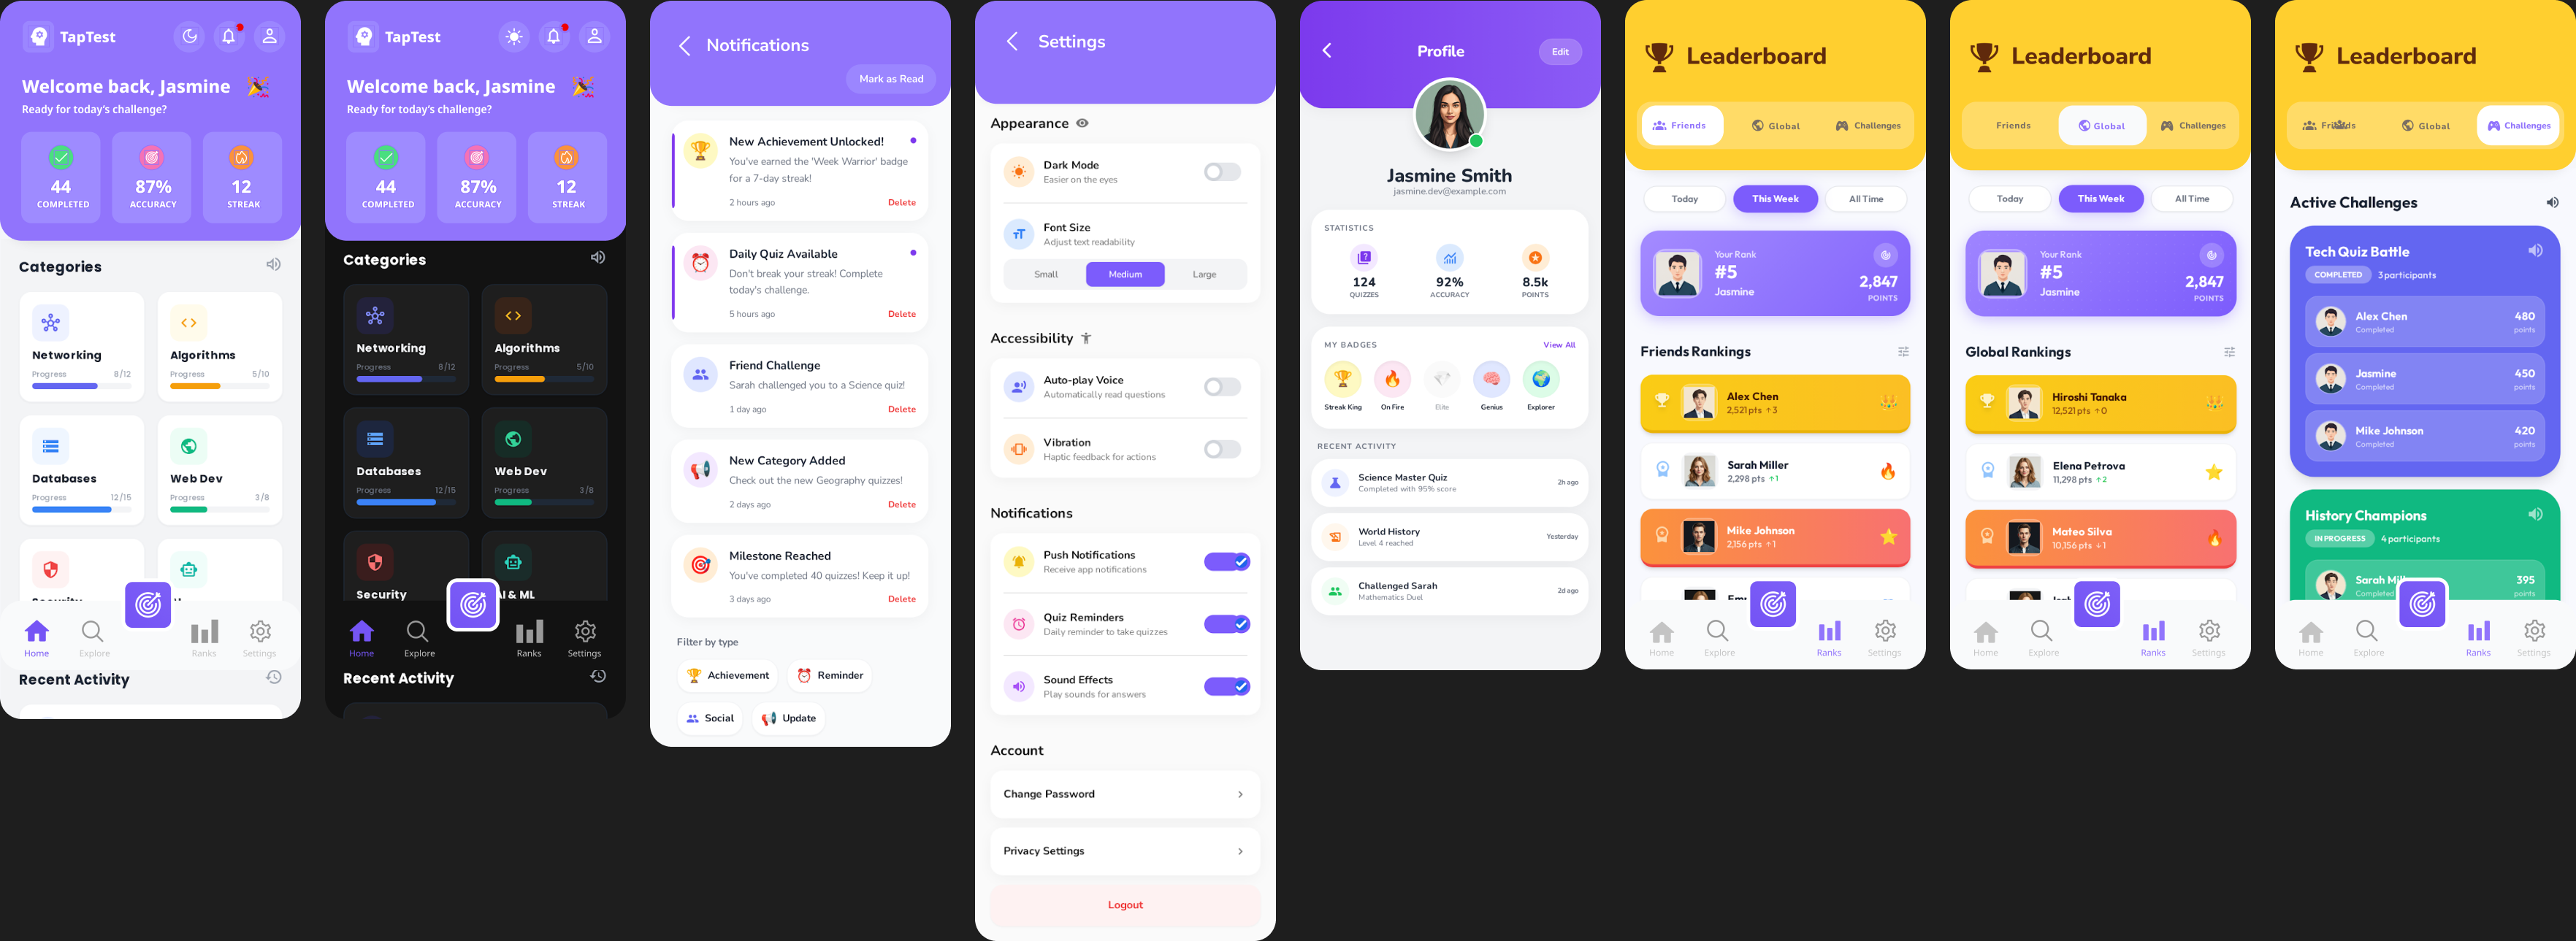 TapTest
Welcome back, Jasmine
Ready for today's challenge?
44
COMPLETED
87%
ACCURACY
12
STREAK
Categories
Networking
Progress 8/12
Algorithms
Progress 5/10
Databases
Progress 12/15
Web Dev
Progress 3/8
Home
Explore
Ranks
Settings
Recent Activity
TapTest
Welcome back, Jasmine
Ready for today's challenge?
44
COMPLETED
87%
ACCURACY
12
STREAK
Categories
Networking
Progress 8/12
Algorithms
Progress 5/10
Databases
Progress 12/15
Web Dev
Progress 3/8
Security
AI & ML
Home
Explore
Ranks
Settings
Recent Activity
Notifications
Mark as Read
New Achievement Unlocked!
You've earned the 'Week Warrior' badge
for a 7-day streak!
2 hours ago
Delete
Daily Quiz Available
Don't break your streak! Complete
today's challenge.
5 hours ago
Delete
Friend Challenge
Sarah challenged you to a Science quiz!
1 day ago
Delete
New Category Added
Check out the new Geography quizzes!
2 days ago
Delete
Milestone Reached
You've completed 40 quizzes! Keep it up!
3 days ago
Delete
Filter by type
Achievement
Reminder
Social
Update
Settings
Appearance
Dark Mode
Easier on the eyes
Font Size
Adjust text readability
Small
Medium
Large
Accessibility
Auto-play Voice
Automatically read questions
Vibration
Haptic feedback for actions
Notifications
Push Notifications
Receive app notifications
Quiz Reminders
Daily reminder to take quizzes
Sound Effects
Play sounds for answers
Account
Change Password
Privacy Settings
Logout
Profile
Edit
Jasmine Smith
jasmine.dev@example.com
STATISTICS
124
QUIZZES
92%
ACCURACY
8.5k
POINTS
MY BADGES
View All
Streak King
On Fire
Elite
Genius
Explorer
RECENT ACTIVITY
Science Master Quiz
Completed with 95% score
2h ago
World History
Level 4 reached
Yesterday
Challenged Sarah
Mathematics Duel
2d ago
Leaderboard
Friends
Global
Challenges
Today
This Week
All Time
Your Rank
#5
Jasmine
2,847
POINTS
Friends Rankings
Alex Chen
2,521 pts ↑3
Sarah Miller
2,298 pts ↑1
Mike Johnson
2,156 pts ↑1
Home
Explore
Ranks
Settings
Leaderboard
Friends
Global
Challenges
Today
This Week
All Time
Your Rank
#5
Jasmine
2,847
POINTS
Global Rankings
Hiroshi Tanaka
12,521 pts ↑0
Elena Petrova
11,298 pts ↑2
Mateo Silva
10,156 pts ↓1
Home
Explore
Ranks
Settings
Leaderboard
Friends
Global
Challenges
Active Challenges
Tech Quiz Battle
COMPLETED
3 participants
Alex Chen
Completed
480
points
Jasmine
Completed
450
points
Mike Johnson
Completed
420
points
History Champions
IN PROGRESS
4 participants
Sarah
Completed
395
points
Home
Explore
Ranks
Settings